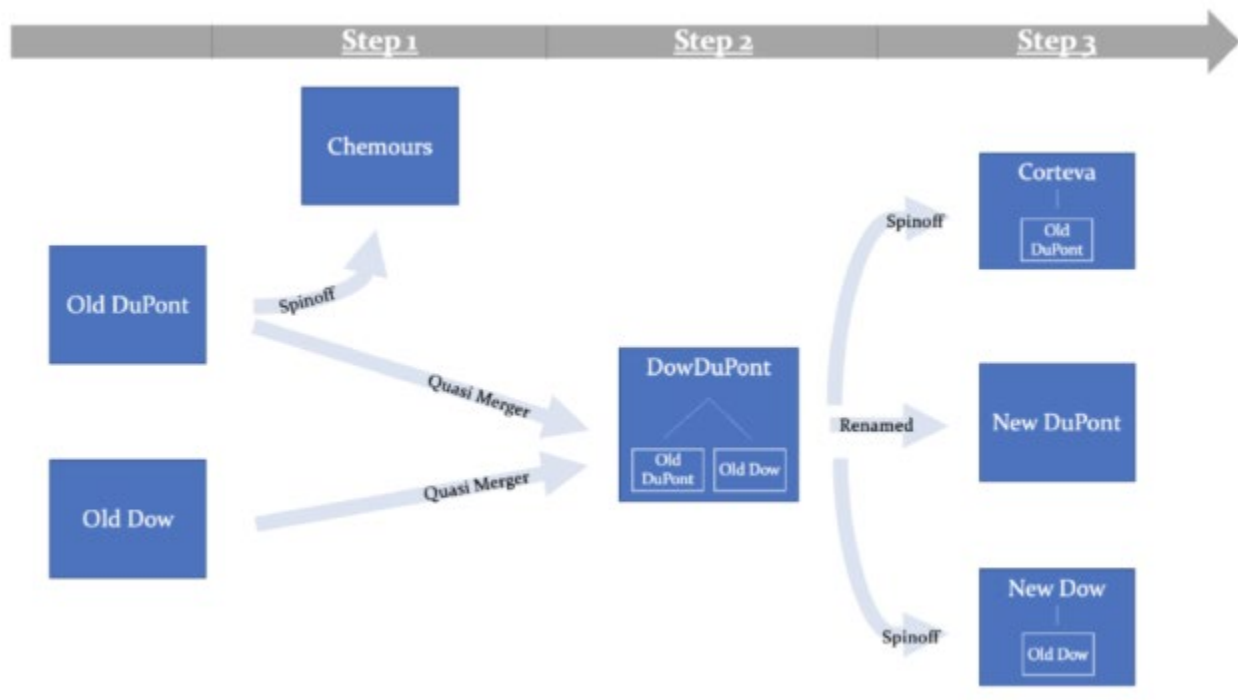 Step 1
Step 2
Step 3
Chemours
Old DuPont
Spinoff
Quasi Merger
Old Dow
Quasi Merger
DowDuPont
Old
DuPont
Old Dow
Spinoff
Renamed
Spinoff
Corteva
Old
DuPont
New DuPont
New Dow
Old Dow